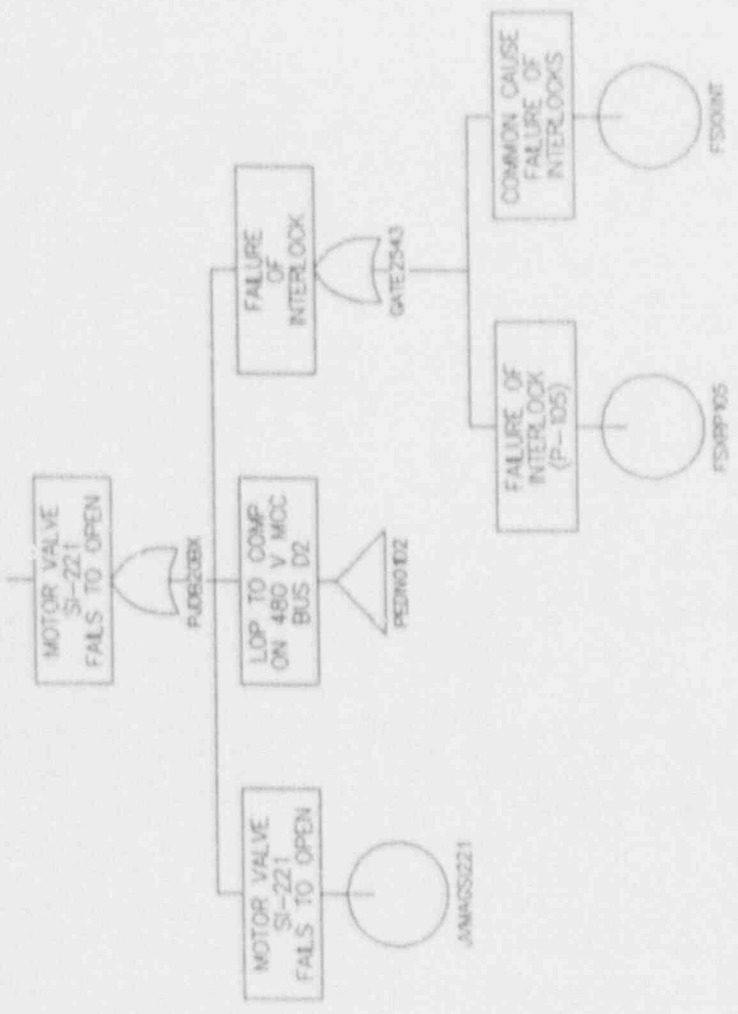 MOTOR VALVE
SI-221
FAILS TO OPEN
PJDB20BX
MOTOR VALVE
SI-221
FAILS TO OPEN
LOP TO COMP
ON 480 V MCC
BUS D2
PEDN01D2
FAILURE
OF
INTERLOCK
GATE2543
FAILURE OF
INTERLOCK
(P-105)
COMMON CAUSE
FAILURE OF
INTERLOCKS